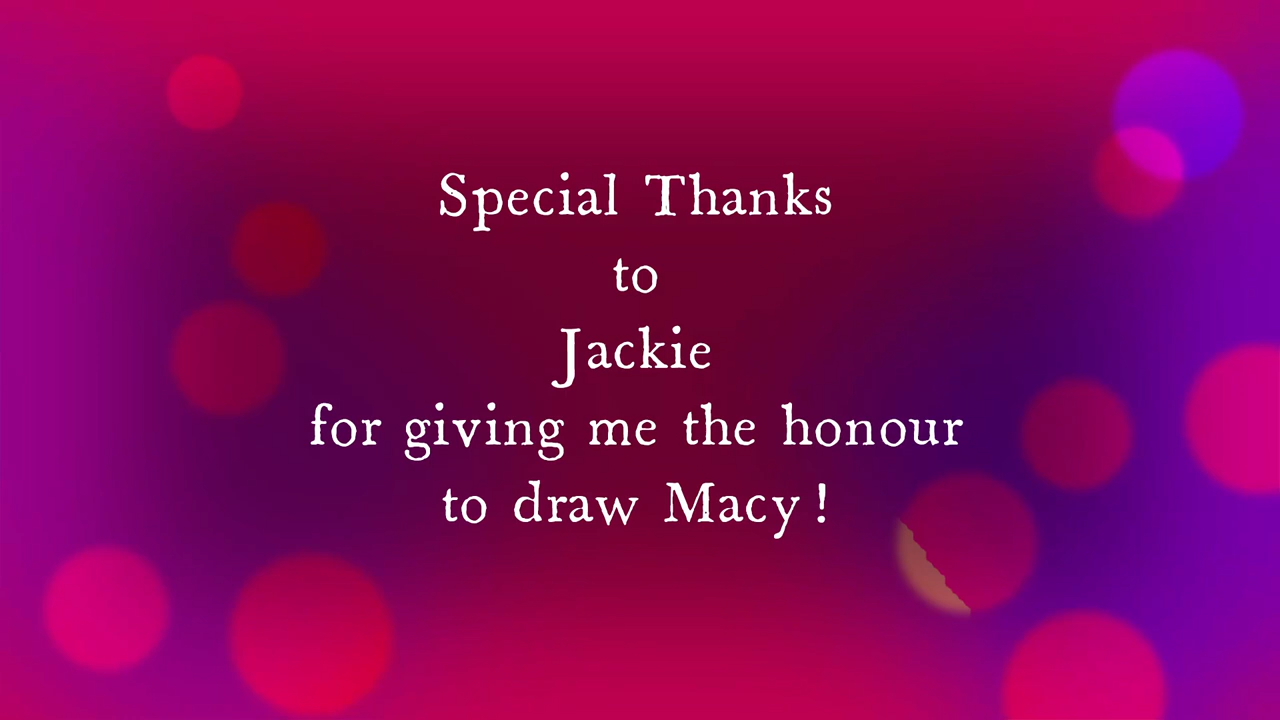 Special Thanks
to
Jackie
for giving me the honour
to draw Macy !